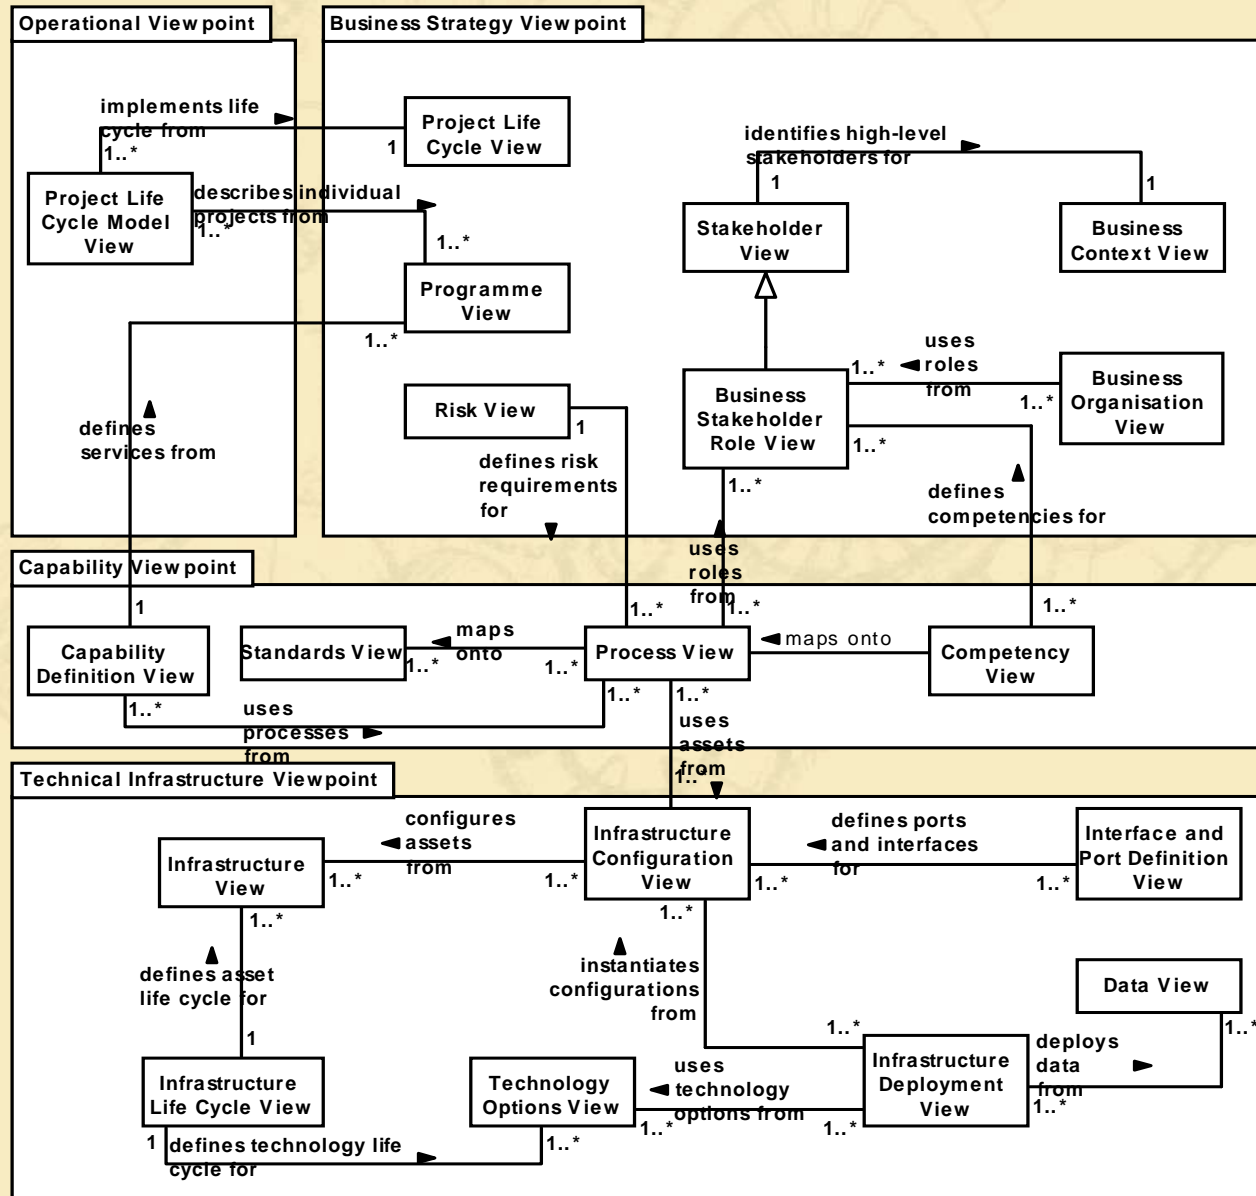 Operational Viewpoint
Business Strategy Viewpoint
implements life
cycle from
1..*
1
Project Life
Cycle View
identifies high-level
stakeholders for
1
1
Project Life
Cycle Model
View
describes individual
projects from
1..*
1..*
Stakeholder
View
Business
Context View
Programme
View
1..*
uses
roles
from
1..*
1..*
Risk View
1
Business
Stakeholder
Role View
Business
Organisation
View
defines
services from
defines risk
requirements
for
1..*
1..*
defines
competencies for
uses
roles
from
Capability Viewpoint
1
1..*
1..*
1..*
Capability
Definition View
Standards View
maps
onto
1..*
1..*
Process View
maps onto
Competency
View
1..*
uses
processes
from
1..*
1..*
uses
assets
from
1..*
Technical Infrastructure Viewpoint
Infrastructure
View
configures
assets
from
1..*
1..*
Infrastructure
Configuration
View
defines ports
and interfaces
for
1..*
1..*
Interface and
Port Definition
View
1..*
1..*
defines asset
life cycle for
1
instantiates
configurations
from
1..*
Data View
1..*
Infrastructure
Life Cycle View
Technology
Options View
uses
technology
options from
1..*
1..*
Infrastructure
Deployment
View
deploys
data
from
1..*
1
defines technology life
cycle for
1..*